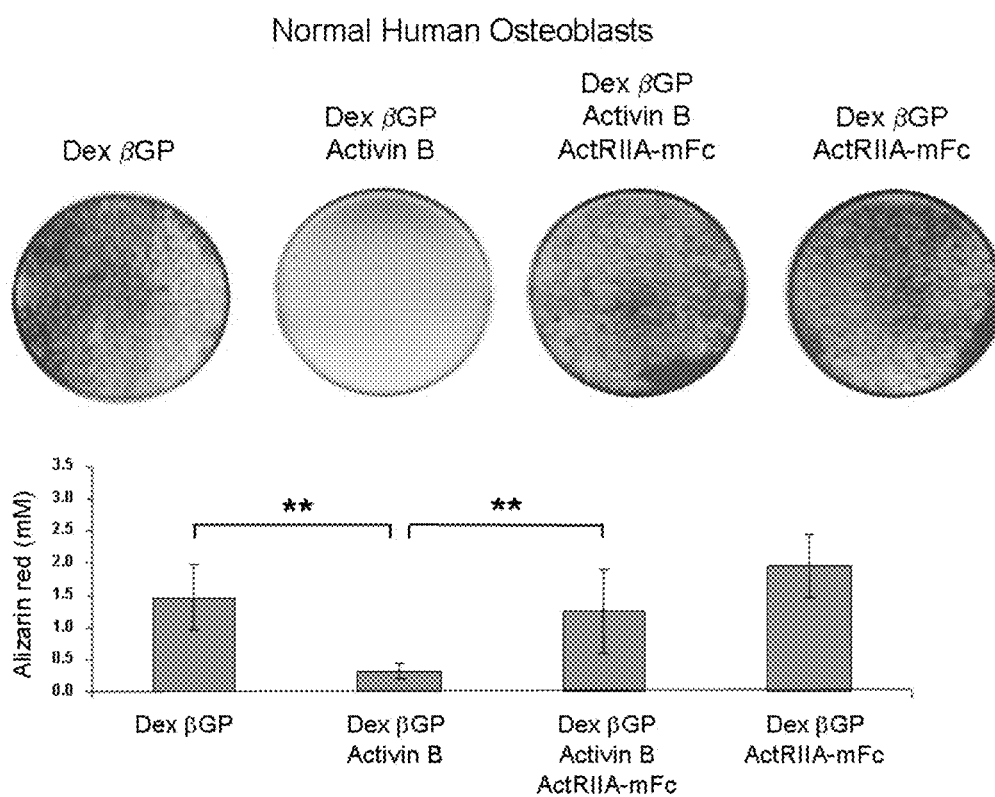 Normal Human Osteoblasts
Dex βGP
Dex βGP
Activin B
Dex βGP
Activin B
ActRIIA-mFc
Dex βGP
ActRIIA-mFc
Alizarin red (mM)
3.5
3.0
2.5
2.0
1.5
1.0
0.5
0.0
**
**
Dex βGP
Dex βGP
Activin B
Dex βGP
Activin B
ActRIIA-mFc
Dex βGP
ActRIIA-mFc